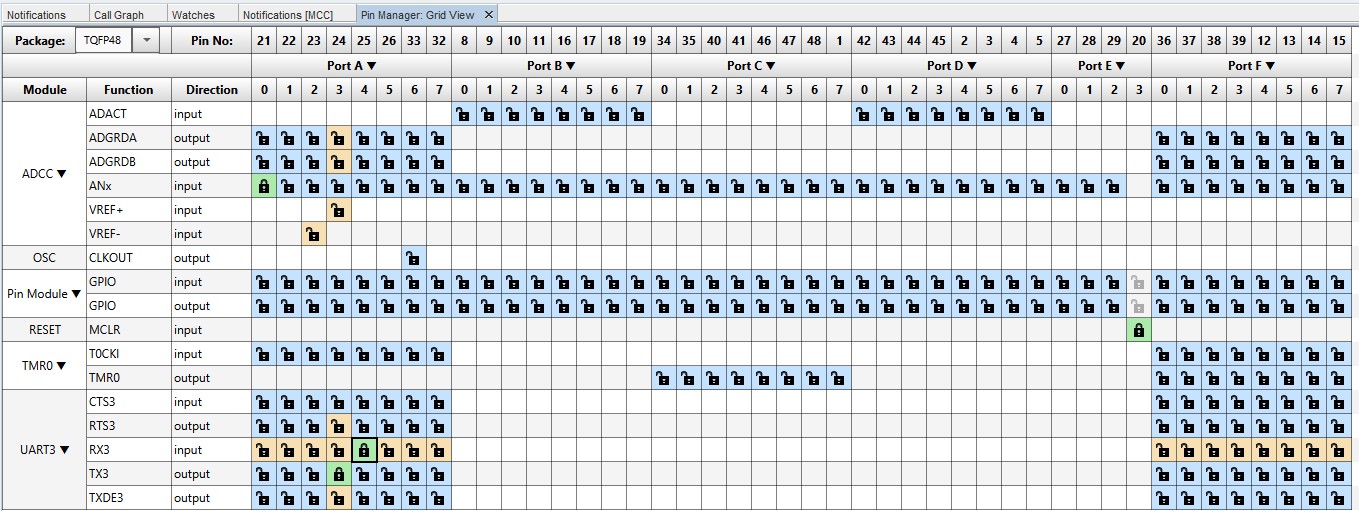 Notifications Call Graph Watches Notifications [MCC] Pin Manager: Grid View ✕
Package: TQFP48 ▼ Pin No: 21 22 23 24 25 26 33 32 8 9 10 11 16 17 18 19 34 35 40 41 46 47 48 1 42 43 44 45 2 3 4 5 27 28 29 20 36 37 38 39 12 13 14 15
Port A ▼ Port B ▼ Port C ▼ Port D ▼ Port E ▼ Port F ▼
Module Function Direction 0 1 2 3 4 5 6 7 0 1 2 3 4 5 6 7 0 1 2 3 4 5 6 7 0 1 2 3 4 5 6 7 0 1 2 3 0 1 2 3 4 5 6 7
ADCC ▼ ADACT input
ADGRDA output
ADGRDB output
ANx input
VREF+ input
VREF- input
OSC CLKOUT output
Pin Module ▼ GPIO input
GPIO output
RESET MCLR input
TMR0 ▼ T0CKI input
TMR0 output
UART3 ▼ CTS3 input
RTS3 output
RX3 input
TX3 output
TXDE3 output